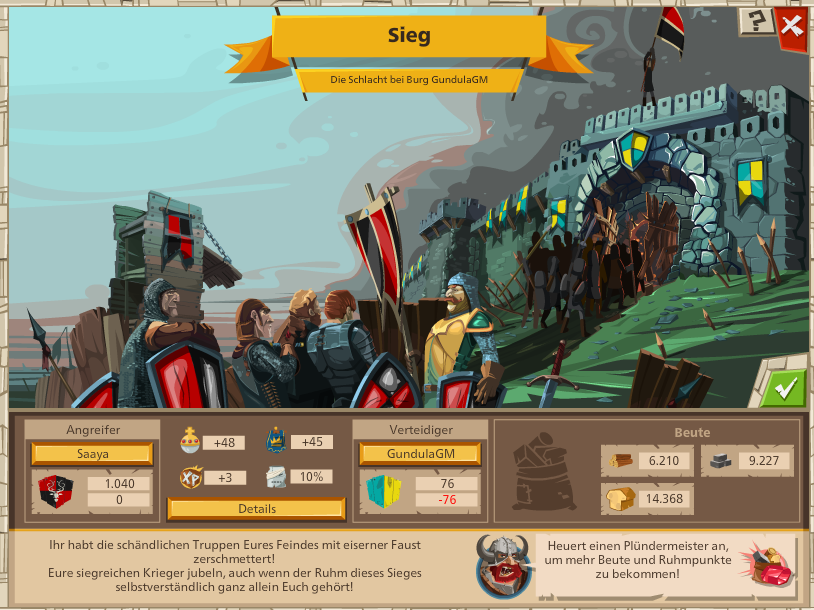 Sieg
Die Schlacht bei Burg GundulaGM
?
Angreifer
Saaya
1.040
0
+48
+45
XP
+3
10%
Details
Verteidiger
GundulaGM
76
-76
Beute
6.210
9.227
14.368
Ihr habt die schändlichen Truppen Eures Feindes mit eiserner Faust
zerschmettert!
Eure siegreichen Krieger jubeln, auch wenn der Ruhm dieses Sieges
selbstverständlich ganz allein Euch gehört!
Heuert einen Plündermeister an,
um mehr Beute und Ruhmpunkte
zu bekommen!